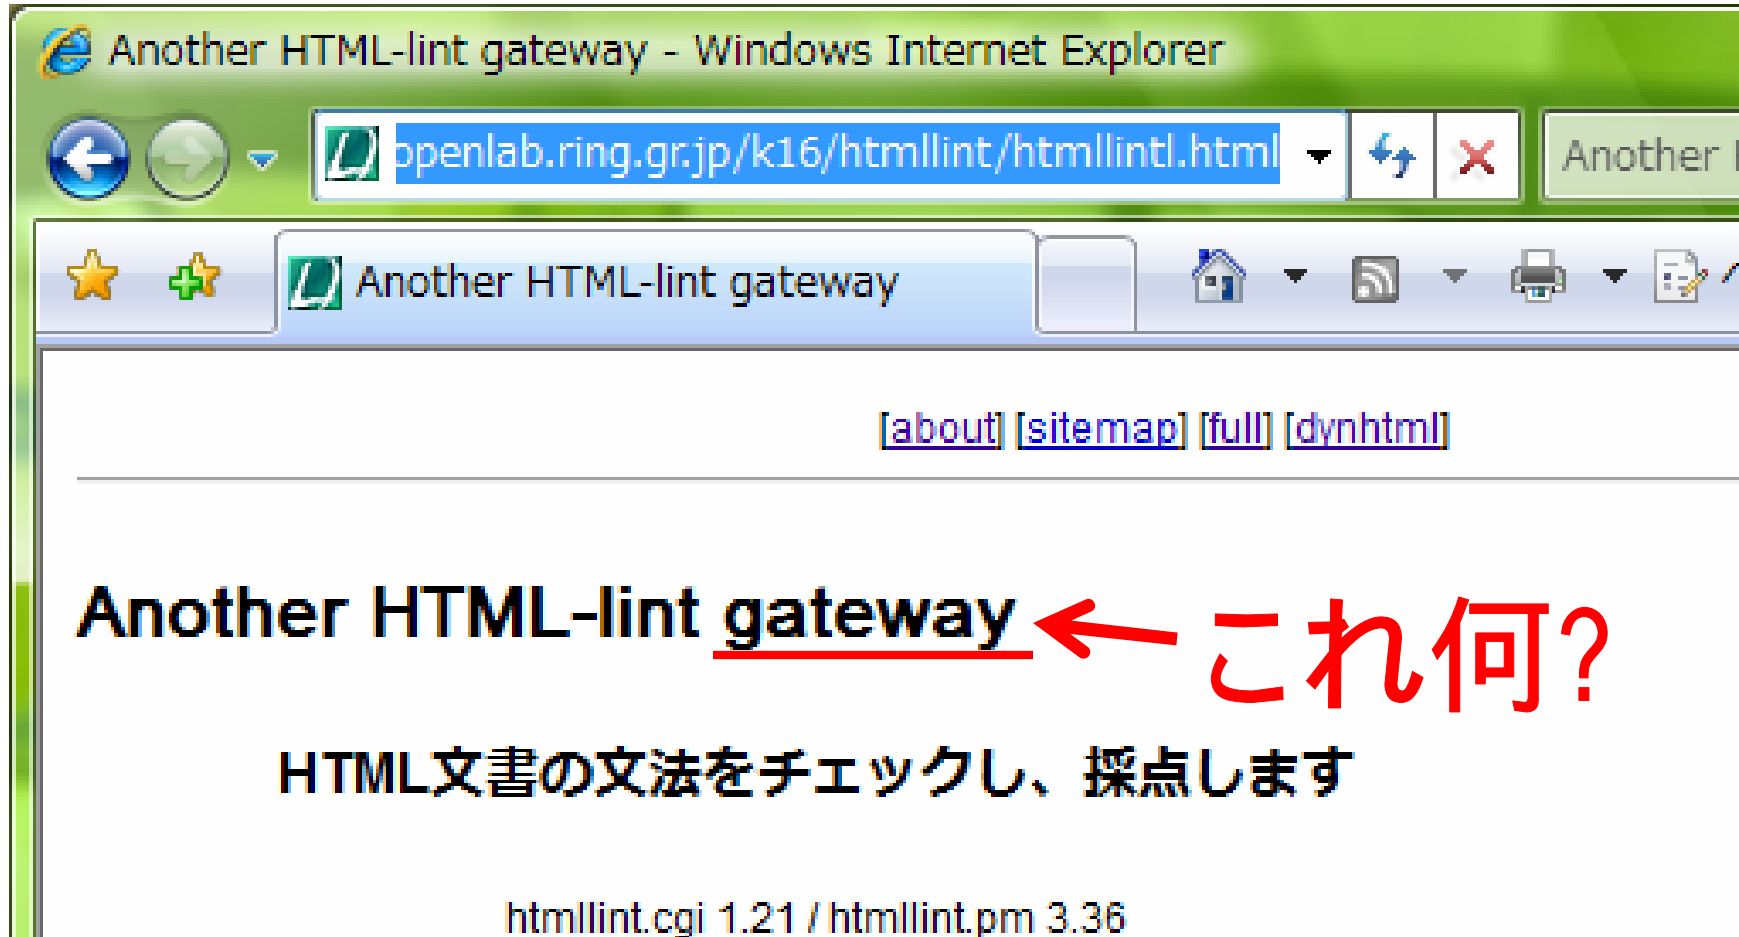 Another HTML-lint gateway - Windows Internet Explorer
openlab.ring.gr.jp/k16/htmllint/htmllintl.html
Another
Another HTML-lint gateway
[about] [sitemap] [full] [dynhtml]
Another HTML-lint gateway ←これ何?
HTML文書の文法をチェックし、採点します
htmllint.cgi 1.21 / htmllint.pm 3.36